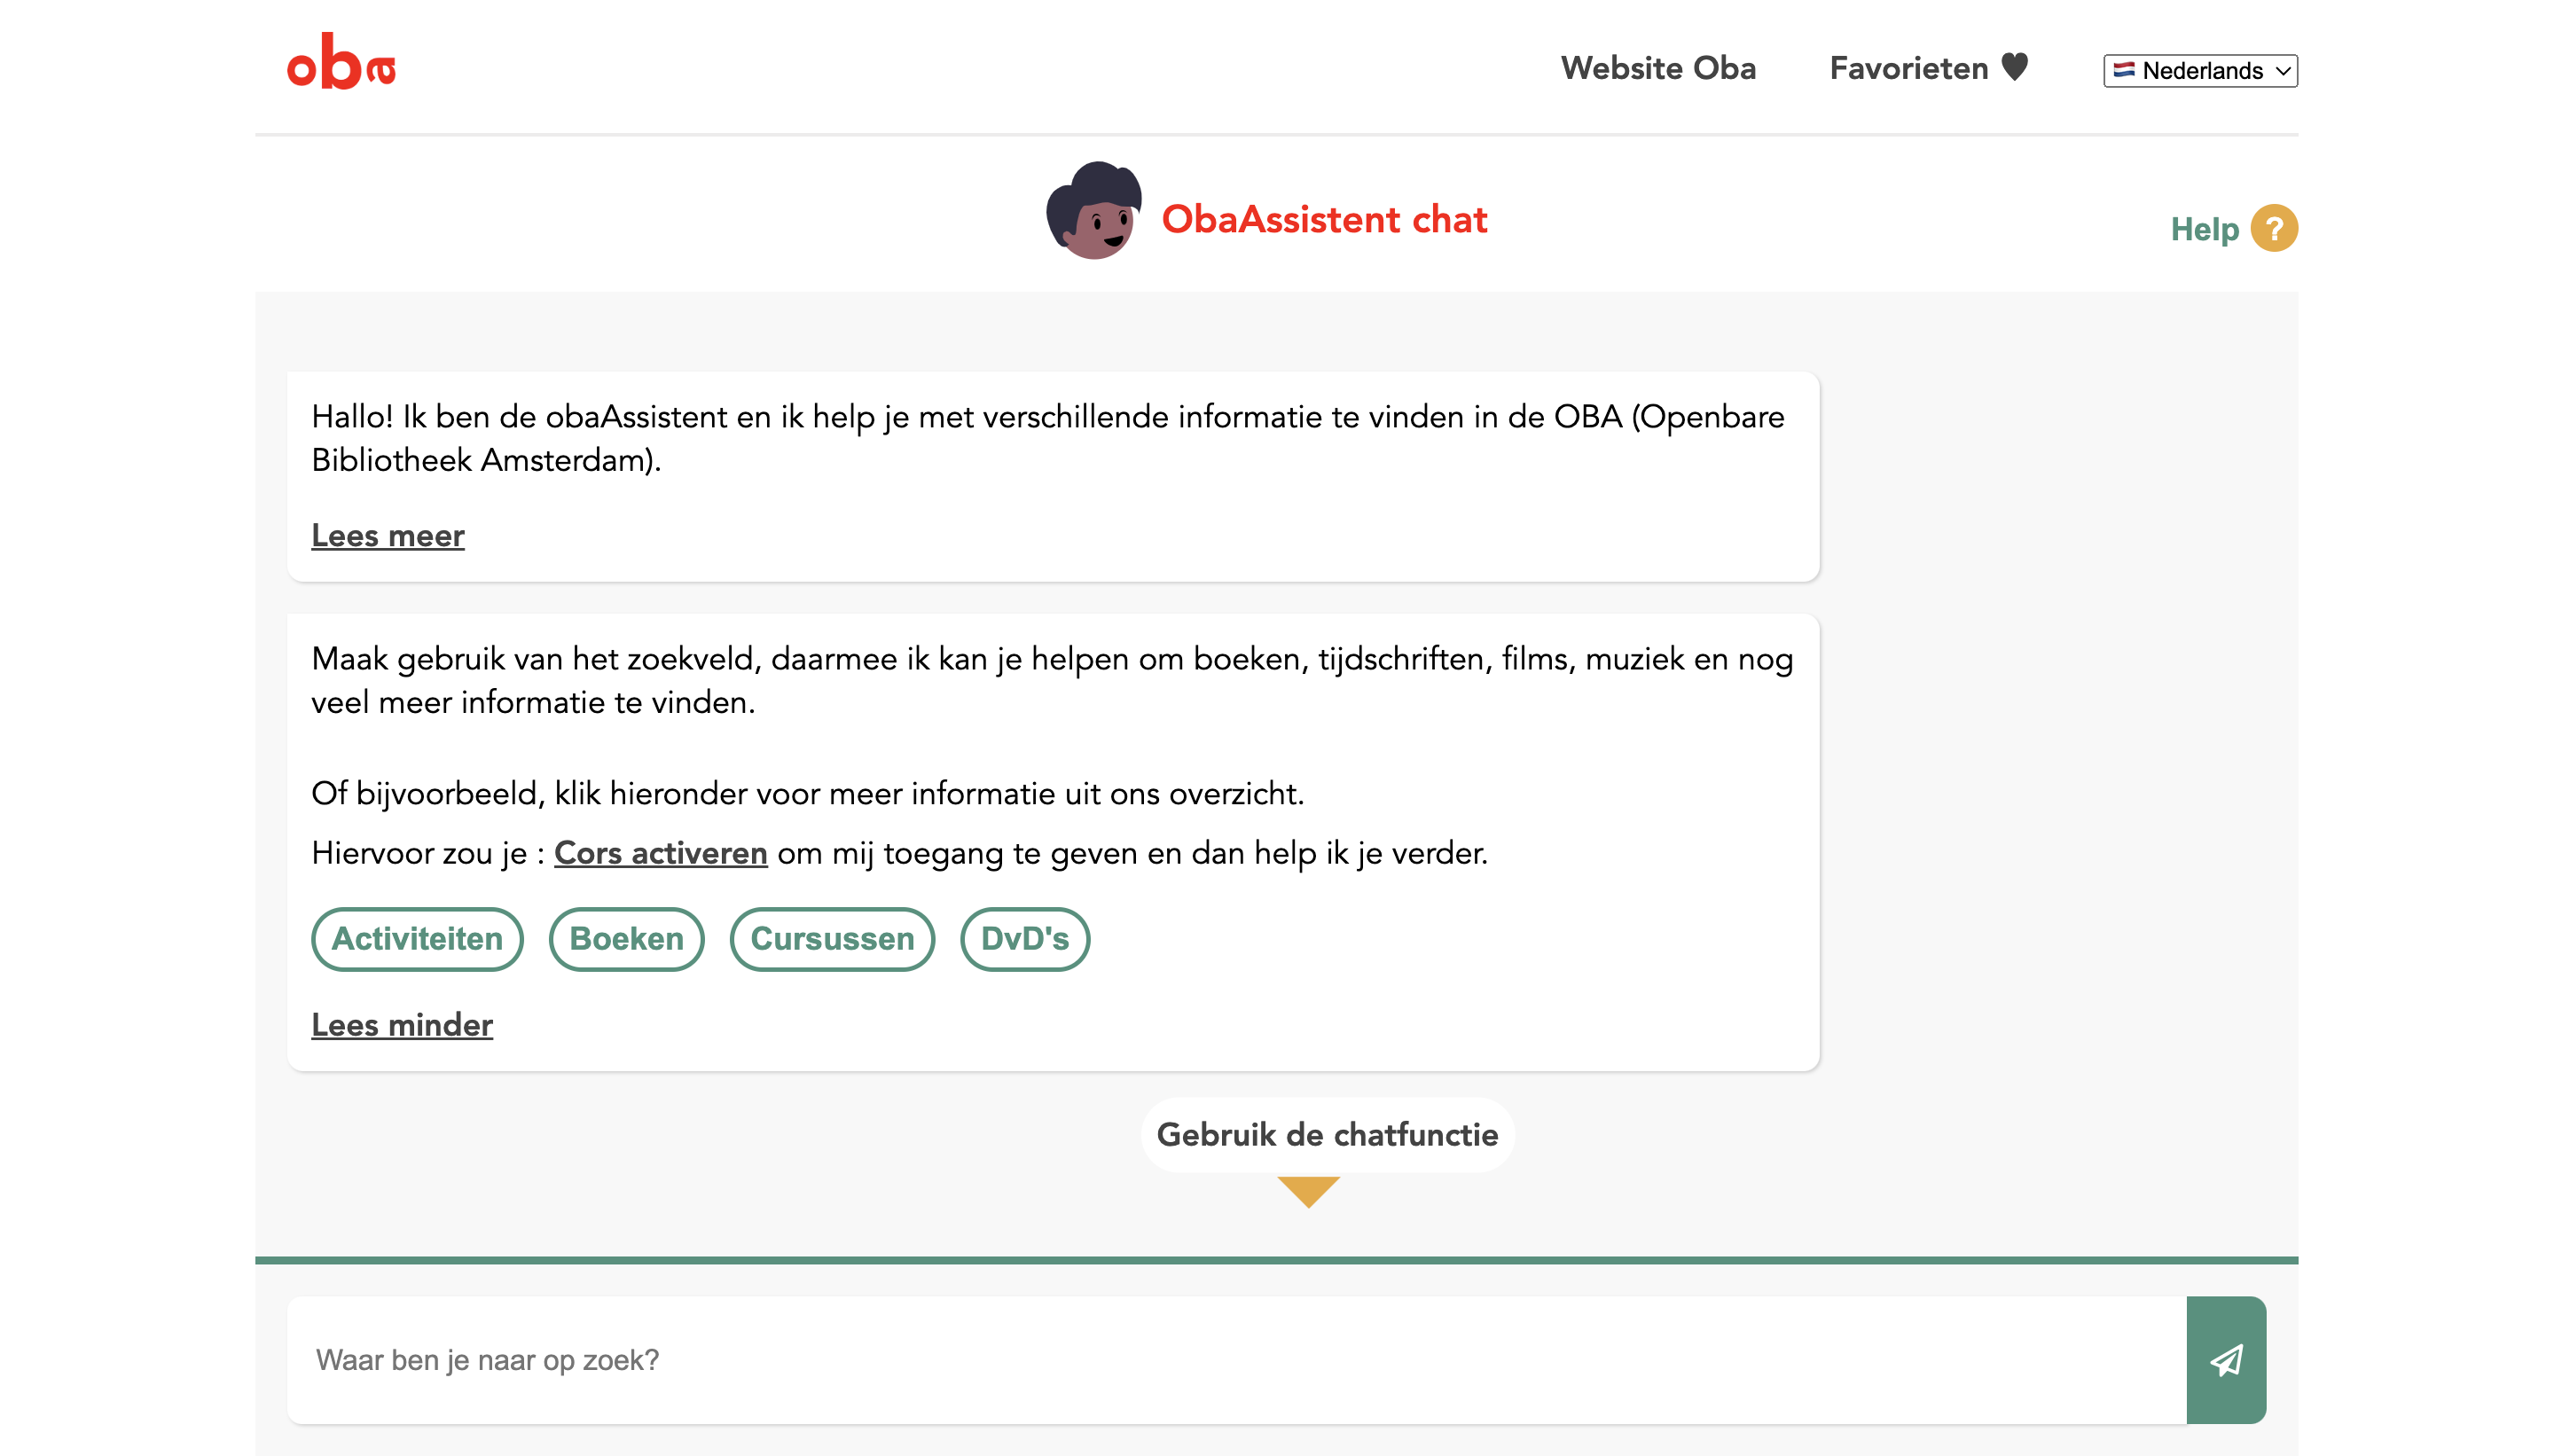 oba
Website Oba
Favorieten
Nederlands
ObaAssistent chat
Help ?
Hallo! Ik ben de obaAssistent en ik help je met verschillende informatie te vinden in de OBA (Openbare
Bibliotheek Amsterdam).
Lees meer
Maak gebruik van het zoekveld, daarmee ik kan je helpen om boeken, tijdschriften, films, muziek en nog
veel meer informatie te vinden.
Of bijvoorbeeld, klik hieronder voor meer informatie uit ons overzicht.
Hiervoor zou je : Cors activeren om mij toegang te geven en dan help ik je verder.
Activiteiten Boeken Cursussen DvD's
Lees minder
Gebruik de chatfunctie
Waar ben je naar op zoek?